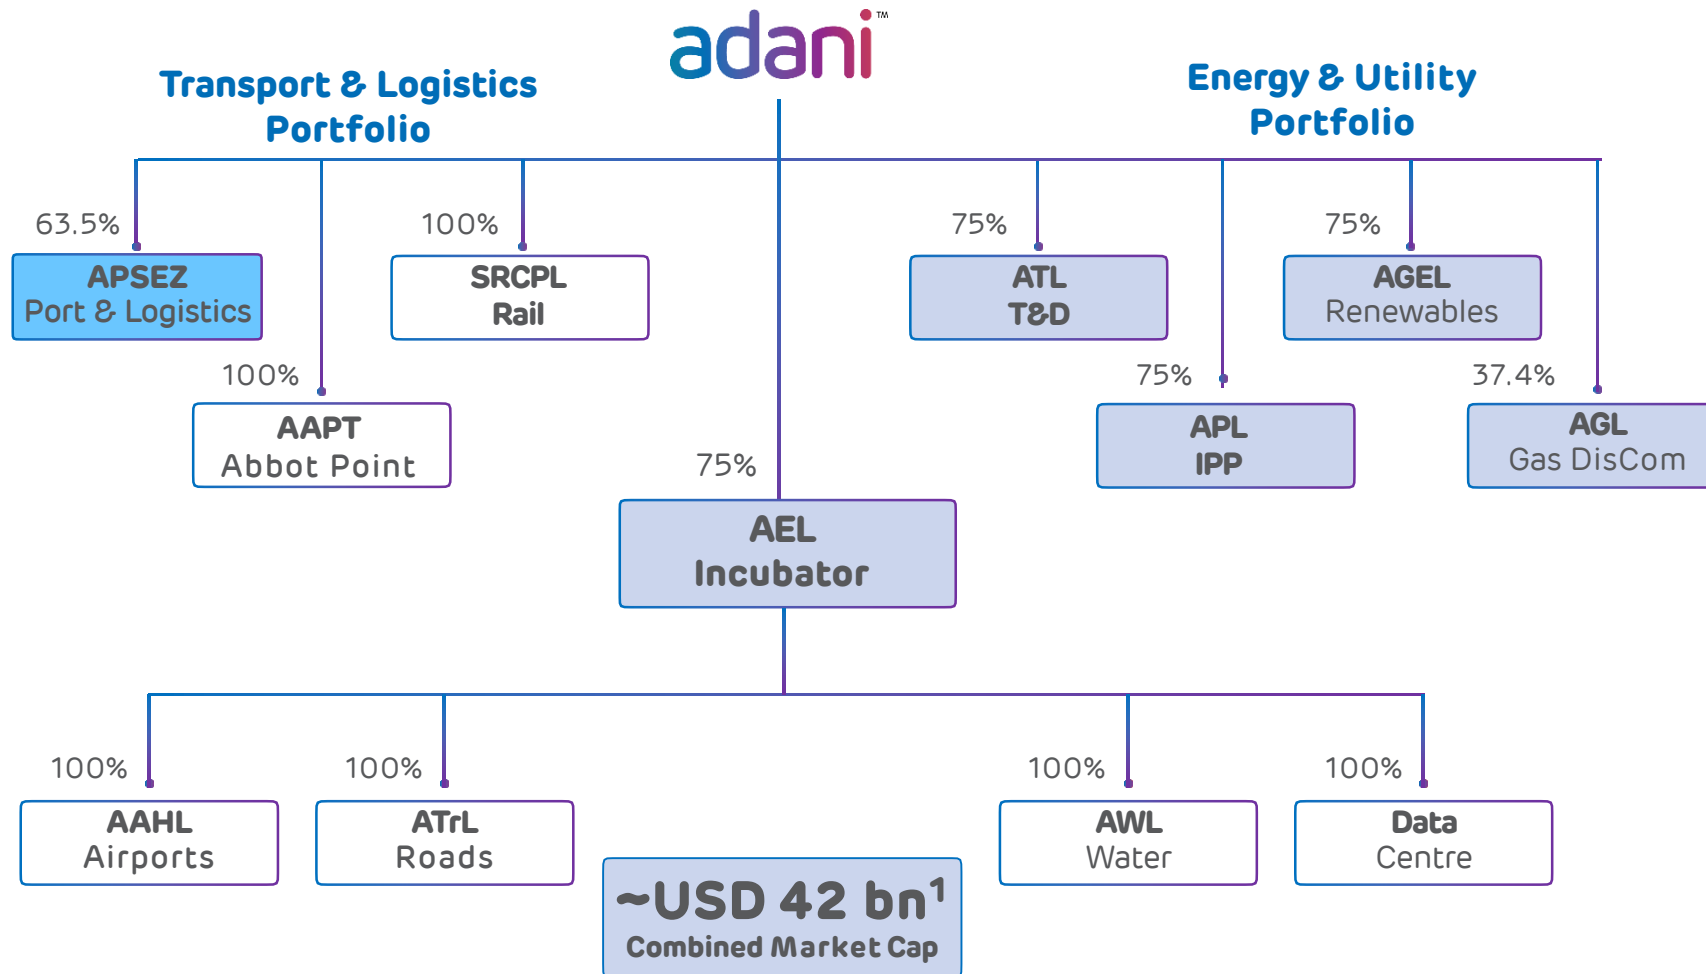 adani™
Transport & Logistics
Portfolio
Energy & Utility
Portfolio
63.5%
APSEZ
Port & Logistics
100%
SRCPL
Rail
75%
ATL
T&D
75%
AGEL
Renewables
100%
AAPT
Abbot Point
75%
APL
IPP
37.4%
AGL
Gas DisCom
75%
AEL
Incubator
100%
AAHL
Airports
100%
ATrL
Roads
100%
AWL
Water
100%
Data
Centre
~USD 42 bn¹
Combined Market Cap